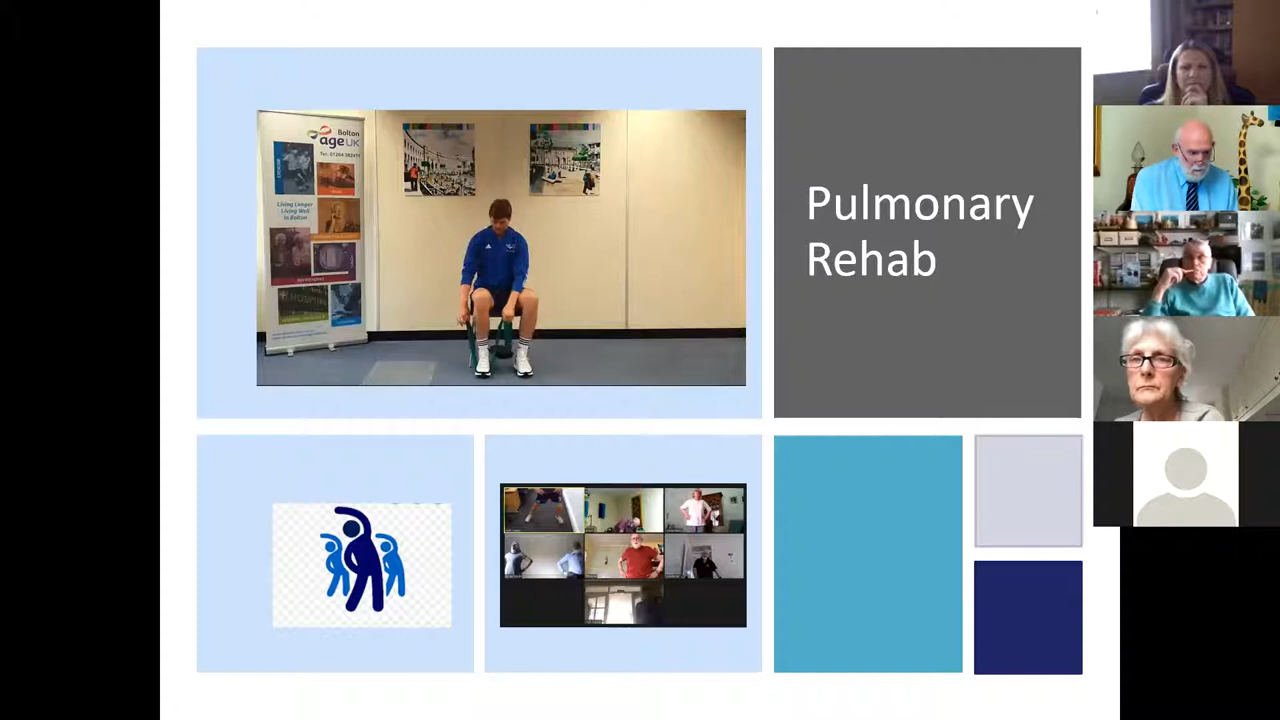 Pulmonary
Rehab
Bolton
age UK
Living Longer
Living Well
in Bolton